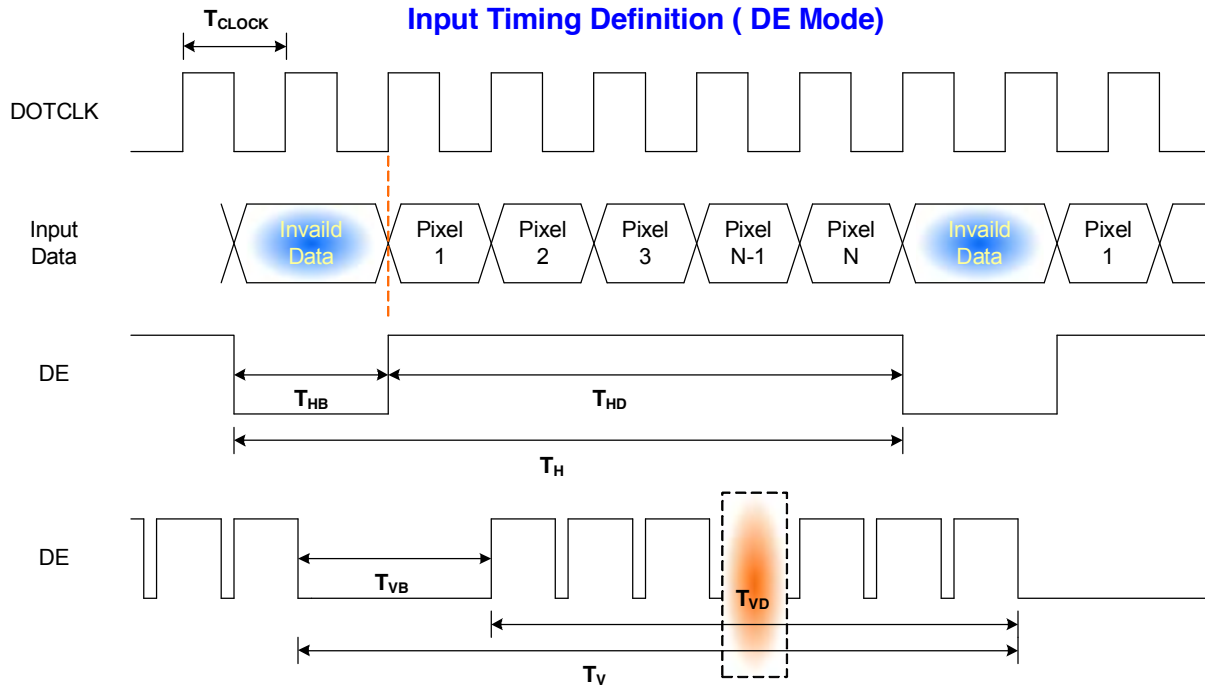 Input Timing Definition ( DE Mode)
TCLOCK
DOTCLK
Input
Data
Invaild
Data
Pixel
1
Pixel
2
Pixel
3
Pixel
N-1
Pixel
N
Invaild
Data
Pixel
1
DE
THB
THD
TH
DE
TVB
TVD
TV